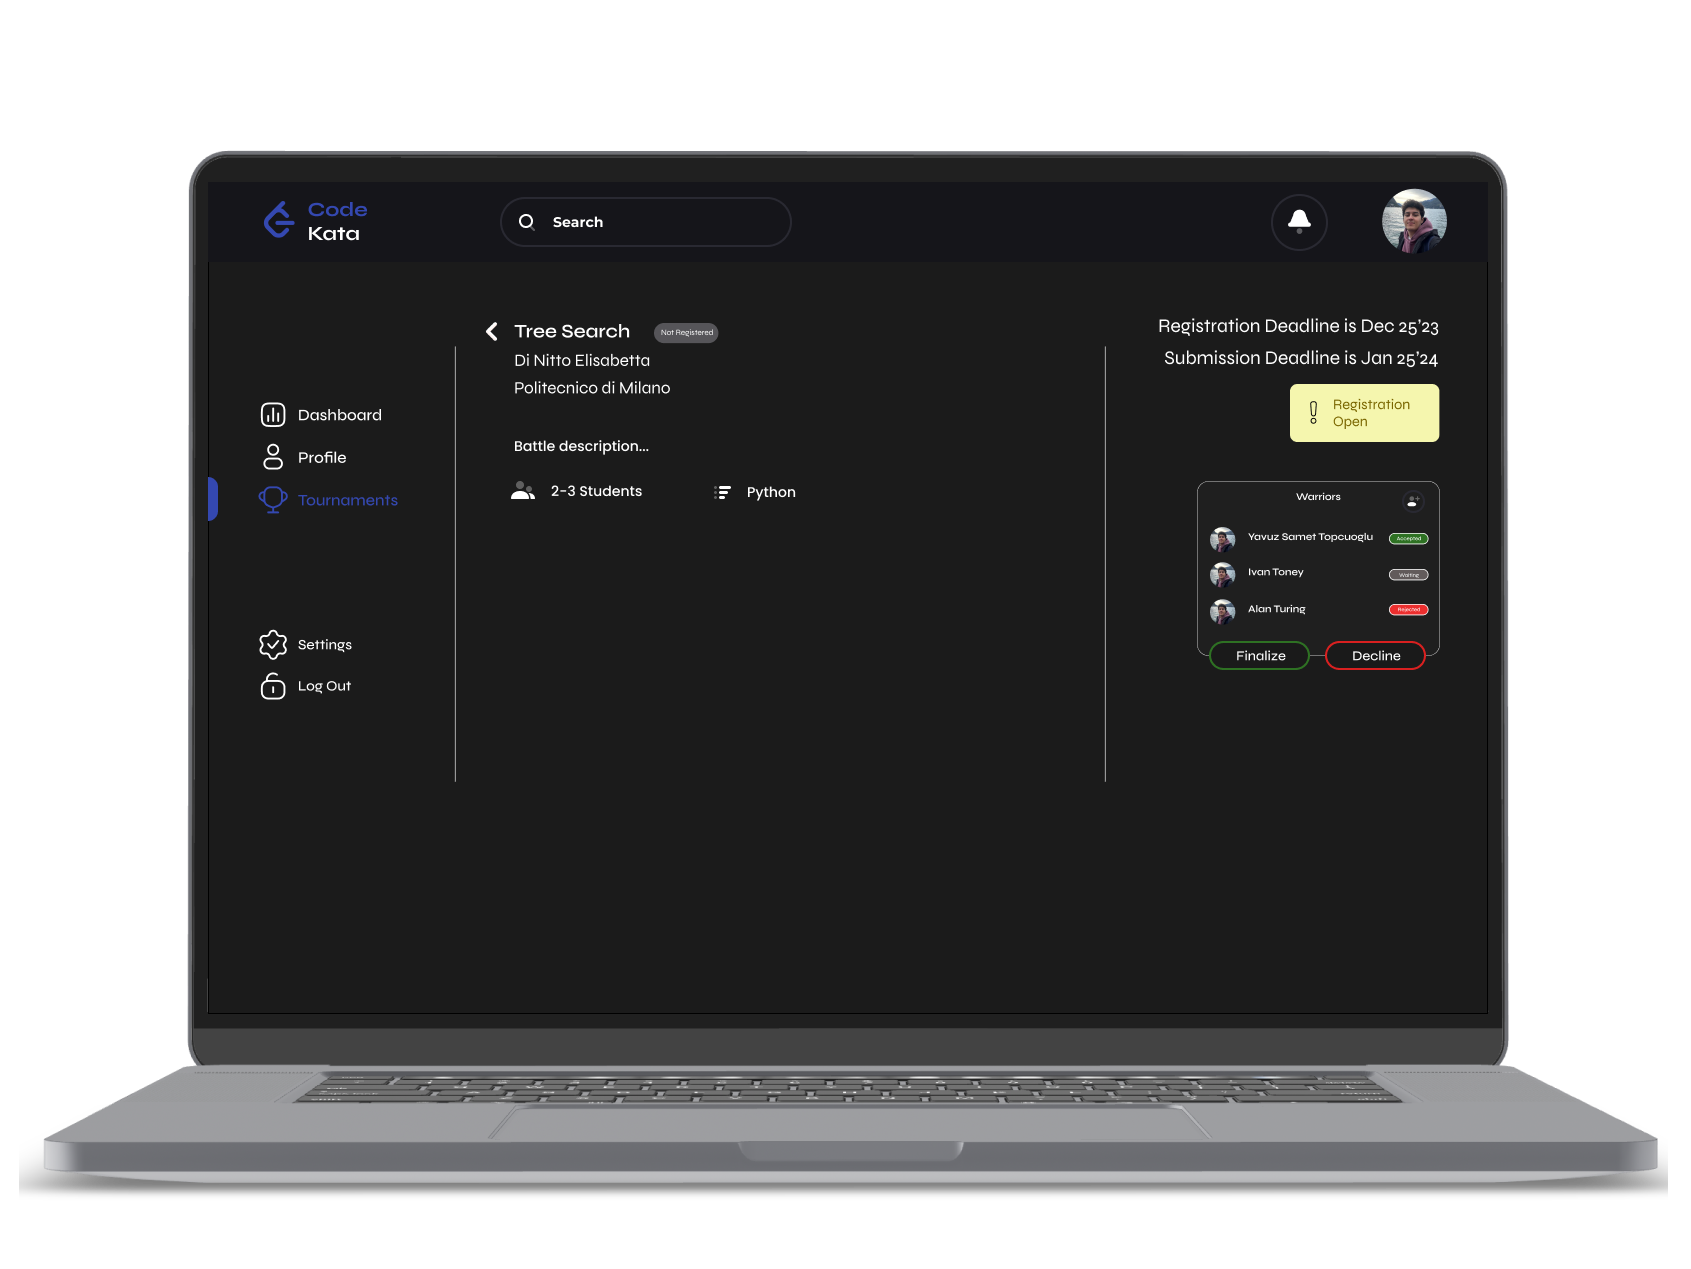 Code
Kata
Search
Tree Search
Not Registered
Di Nitto Elisabetta
Politecnico di Milano
Battle description...
2-3 Students
Python
Dashboard
Profile
Tournaments
Settings
Log Out
Registration Deadline is Dec 25'23
Submission Deadline is Jan 25'24
Registration
Open
Warriors
Yavuz Samet Topcuoglu
Accepted
Ivan Toney
Waiting
Alan Turing
Rejected
Finalize
Decline